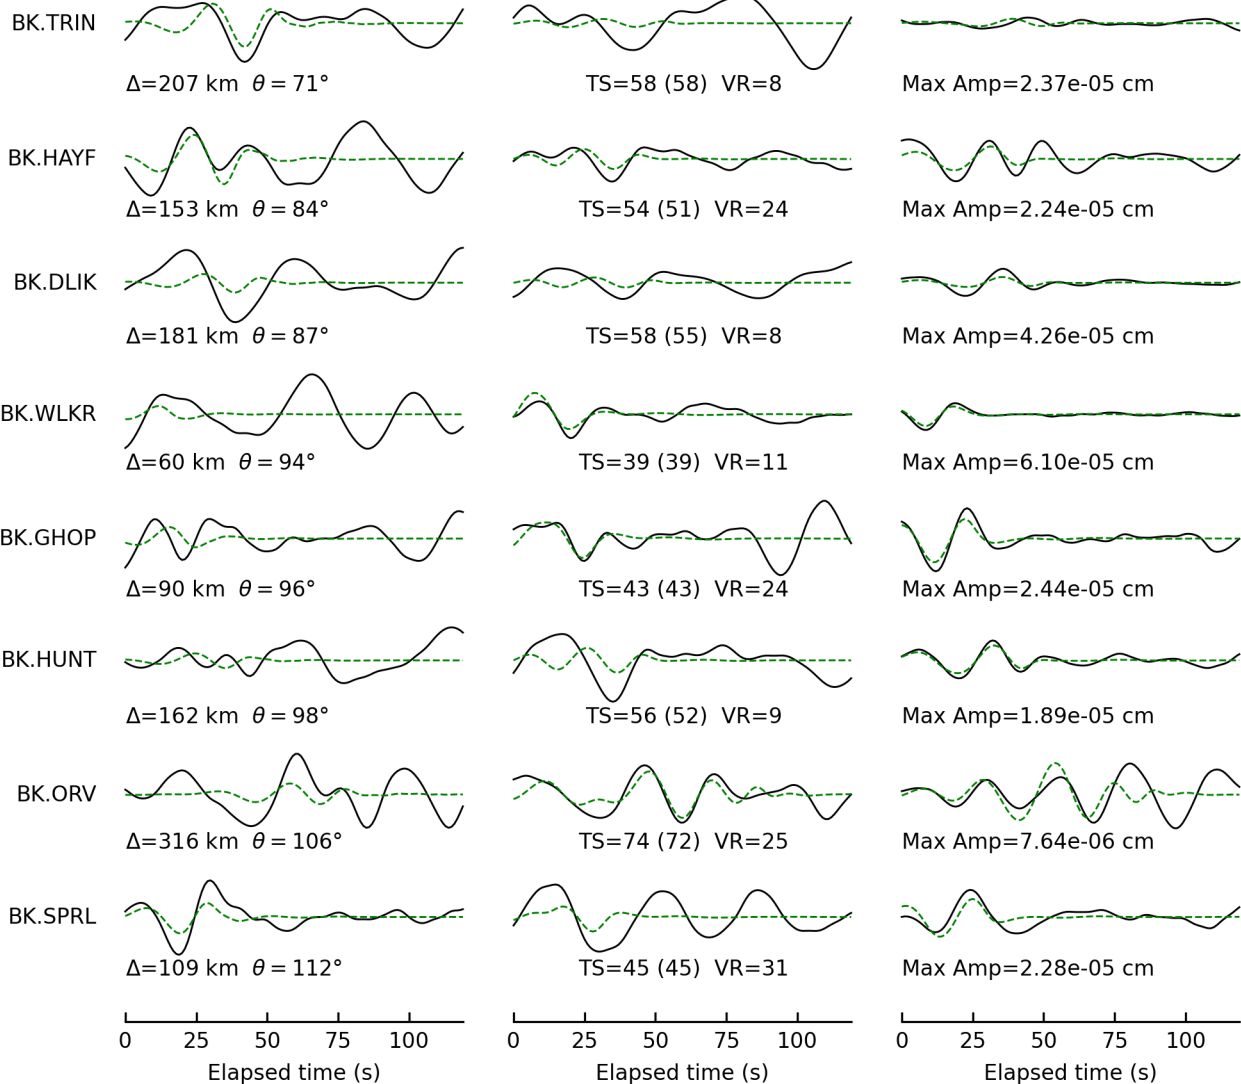 BK.TRIN
Δ=207 km θ = 71° TS=58 (58) VR=8 Max Amp=2.37e-05 cm
BK.HAYF
Δ=153 km θ = 84° TS=54 (51) VR=24 Max Amp=2.24e-05 cm
BK.DLIK
Δ=181 km θ = 87° TS=58 (55) VR=8 Max Amp=4.26e-05 cm
BK.WLKR
Δ=60 km θ = 94° TS=39 (39) VR=11 Max Amp=6.10e-05 cm
BK.GHOP
Δ=90 km θ = 96° TS=43 (43) VR=24 Max Amp=2.44e-05 cm
BK.HUNT
Δ=162 km θ = 98° TS=56 (52) VR=9 Max Amp=1.89e-05 cm
BK.ORV
Δ=316 km θ = 106° TS=74 (72) VR=25 Max Amp=7.64e-06 cm
BK.SPRL
Δ=109 km θ = 112° TS=45 (45) VR=31 Max Amp=2.28e-05 cm
0 25 50 75 100 0 25 50 75 100 0 25 50 75 100
Elapsed time (s) Elapsed time (s) Elapsed time (s)